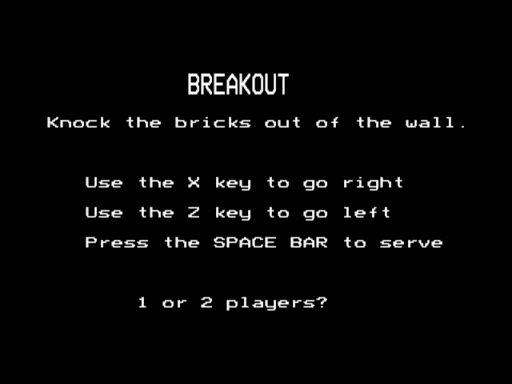 BREAKOUT
Knock the bricks out of the wall.
Use the X key to go right
Use the Z key to go left
Press the SPACE BAR to serve
1 or 2 players?